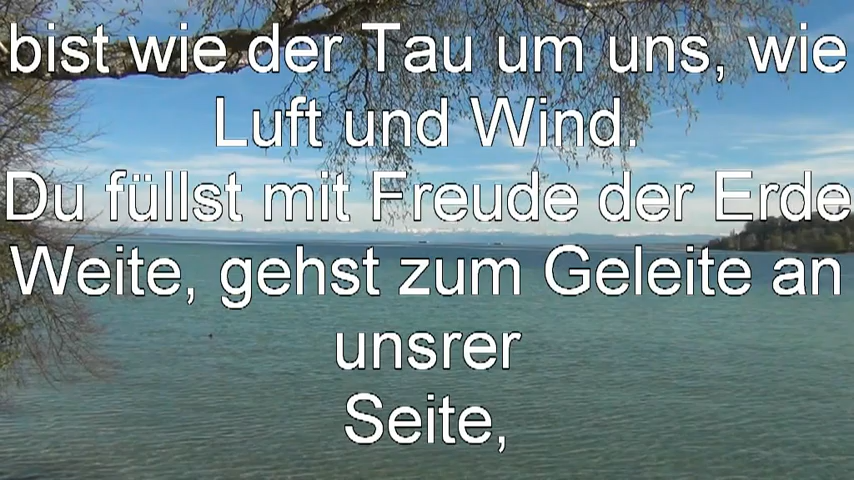 bist wie der Tau um uns, wie
Luft und Wind.
Du füllst mit Freude der Erde
Weite, gehst zum Geleite an
unsrer
Seite,